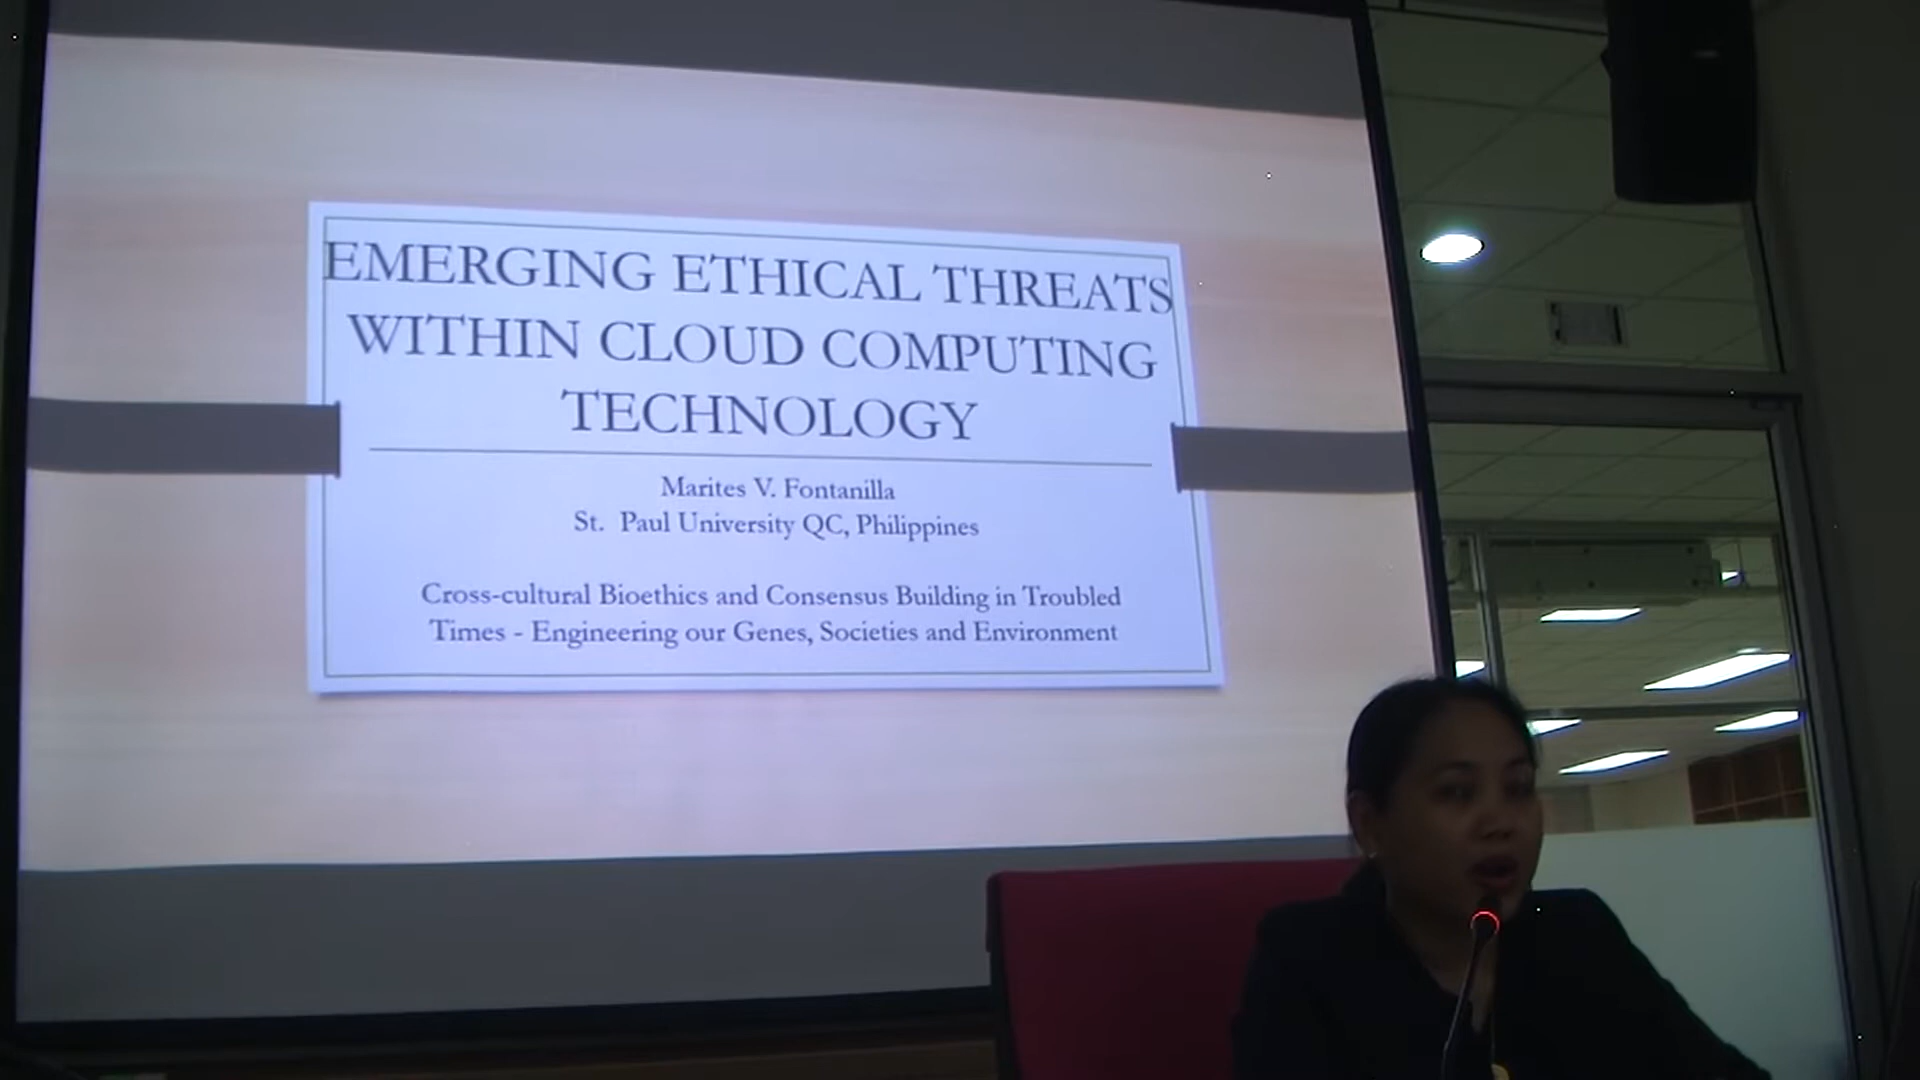 EMERGING ETHICAL THREATS
WITHIN CLOUD COMPUTING
TECHNOLOGY
Marites V. Fontanilla
St. Paul University QC, Philippines
Cross-cultural Bioethics and Consensus Building in Troubled
Times - Engineering our Genes, Societies and Environment